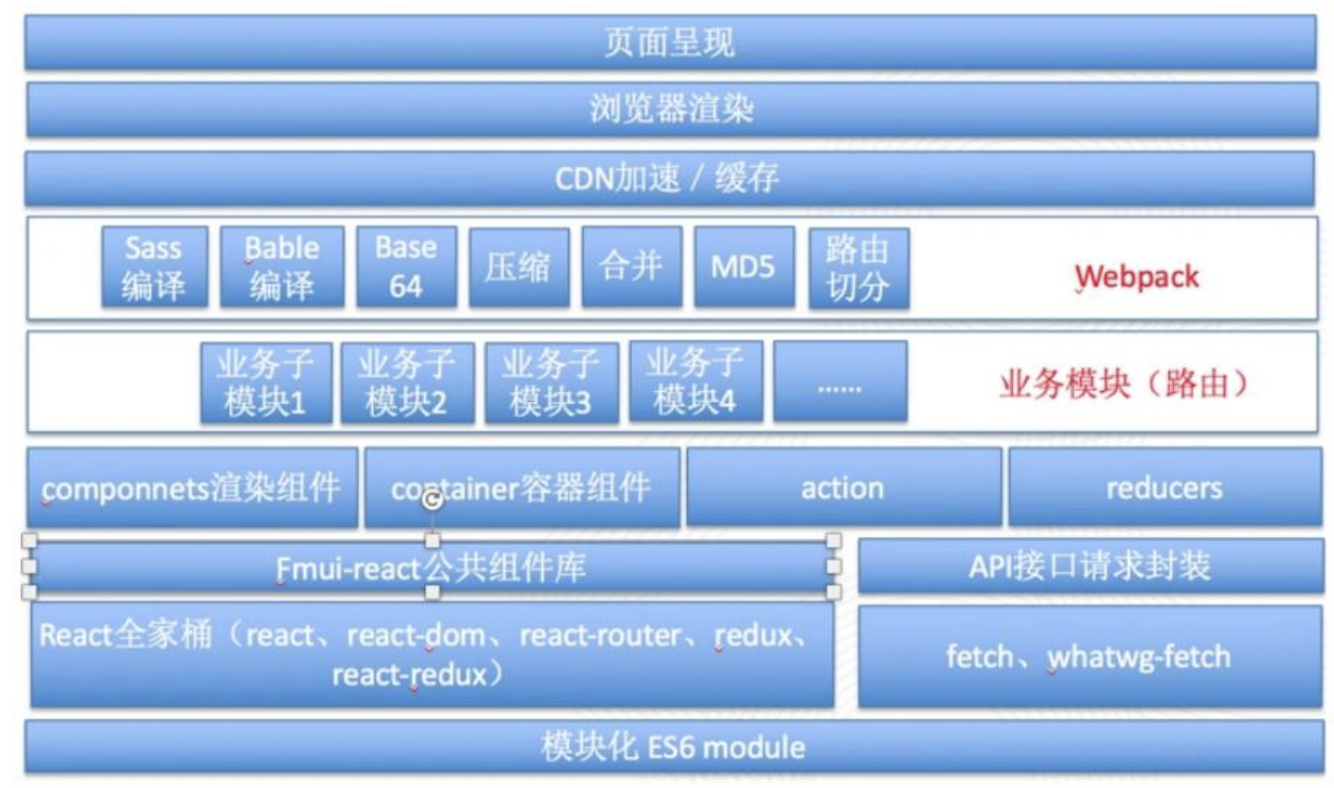 页面呈现
浏览器渲染
CDN加速 / 缓存
Sass
编译
Bable
编译
Base
64
压缩
合并
MD5
路由
切分
Webpack
业务子
模块1
业务子
模块2
业务子
模块3
业务子
模块4
......
业务模块（路由）
componnets渲染组件
container容器组件
action
reducers
Fmui-react公共组件库
API接口请求封装
React全家桶（react、react-dom、react-router、redux、
react-redux）
fetch、whatwg-fetch
模块化 ES6 module